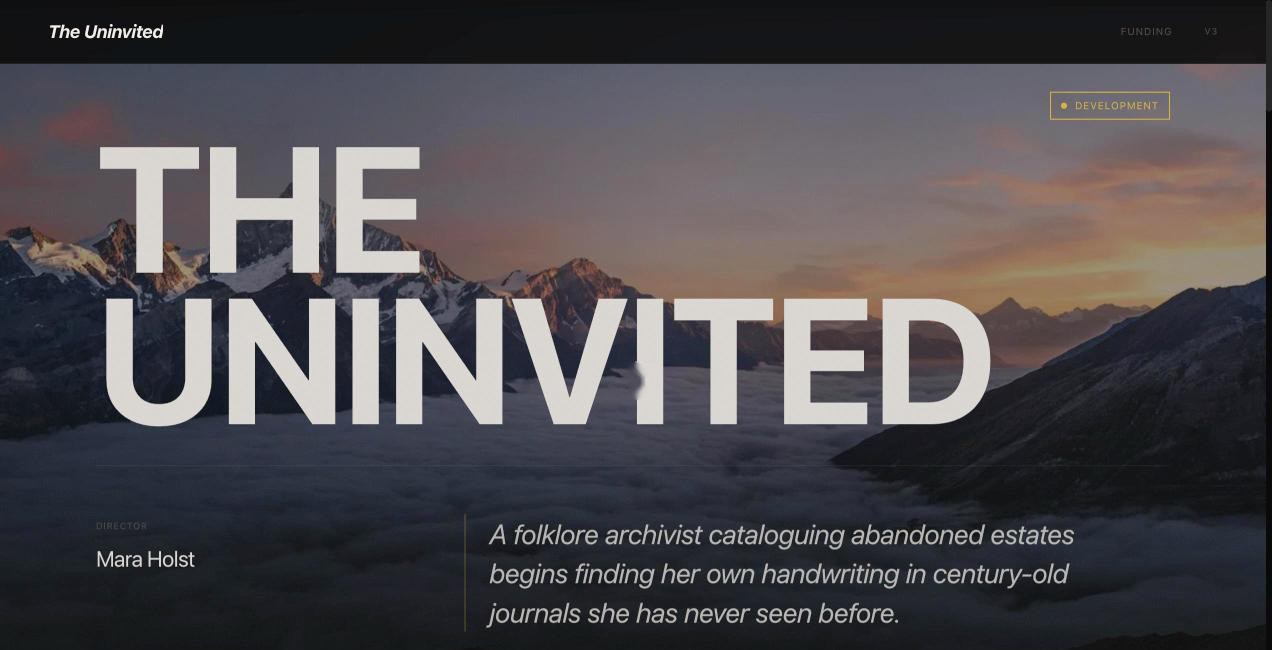 The Uninvited
FUNDING
V3
DEVELOPMENT
THE
UNINVITED
DIRECTOR
Mara Holst
A folklore archivist cataloguing abandoned estates
begins finding her own handwriting in century-old
journals she has never seen before.